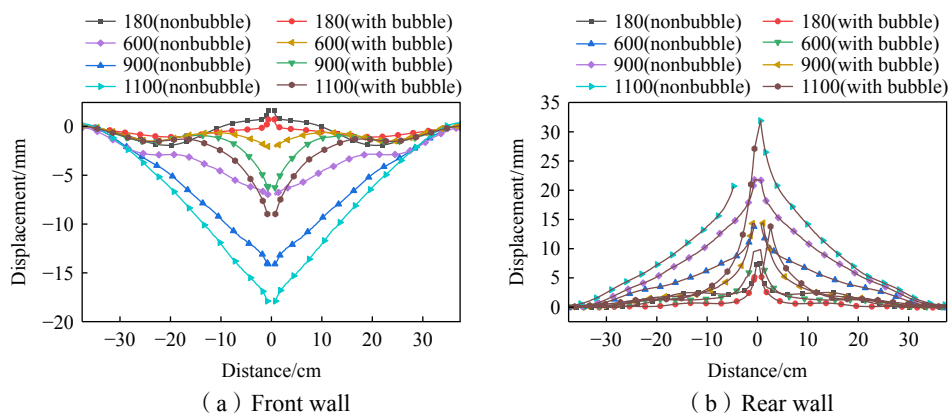 180(nonbubble) 180(with bubble)
600(nonbubble) 600(with bubble)
900(nonbubble) 900(with bubble)
1100(nonbubble) 1100(with bubble)
0
−5
−10
−15
−20
Displacement/mm
−30 −20 −10 0 10 20 30
Distance/cm
( a ) Front wall
180(nonbubble) 180(with bubble)
600(nonbubble) 600(with bubble)
900(nonbubble) 900(with bubble)
1100(nonbubble) 1100(with bubble)
35
30
25
20
15
10
5
0
Displacement/mm
−30 −20 −10 0 10 20 30
Distance/cm
( b ) Rear wall